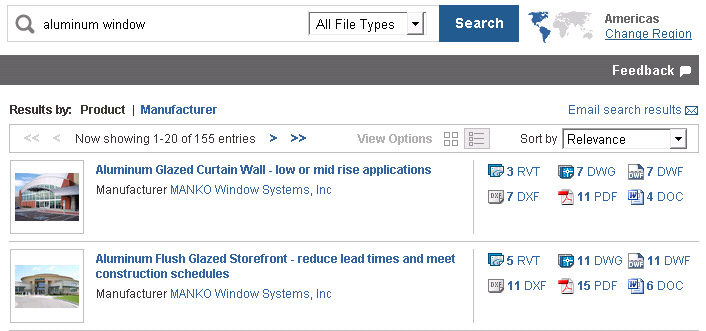 aluminum window All File Types Search Americas
Change Region
Feedback
Results by: Product | Manufacturer Email search results
<< < Now showing 1-20 of 155 entries > >> View Options Sort by Relevance
Aluminum Glazed Curtain Wall - low or mid rise applications
Manufacturer MANKO Window Systems, Inc
3 RVT 7 DWG DWF 7 DWF
DXF 7 DXF 11 PDF 4 DOC
Aluminum Flush Glazed Storefront - reduce lead times and meet
construction schedules
Manufacturer MANKO Window Systems, Inc
5 RVT 11 DWG DWF 11 DWF
DXF 11 DXF 15 PDF 6 DOC